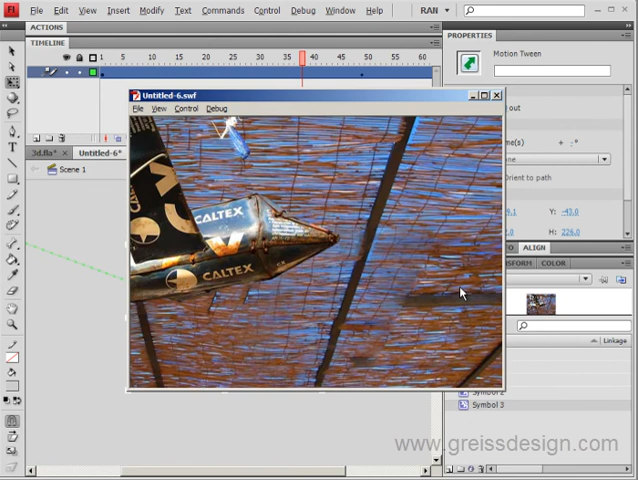 File Edit View Insert Modify Text Commands Control Debug Window Help RAN
ACTIONS
TIMELINE
1 5 10 15 20 25 30 35 40 45 50 55 60
PROPERTIES
Motion Tween
Untitled-6.swf
File View Control Debug
out
3d.fla* × Untitled-6* ×
Scene 1
Orient to path
Y: -43.0
H: 226.0
ALIGN
COLOR
CALTEX
CALTEX
Linkage
Symbol 3
www.greissdesign.com